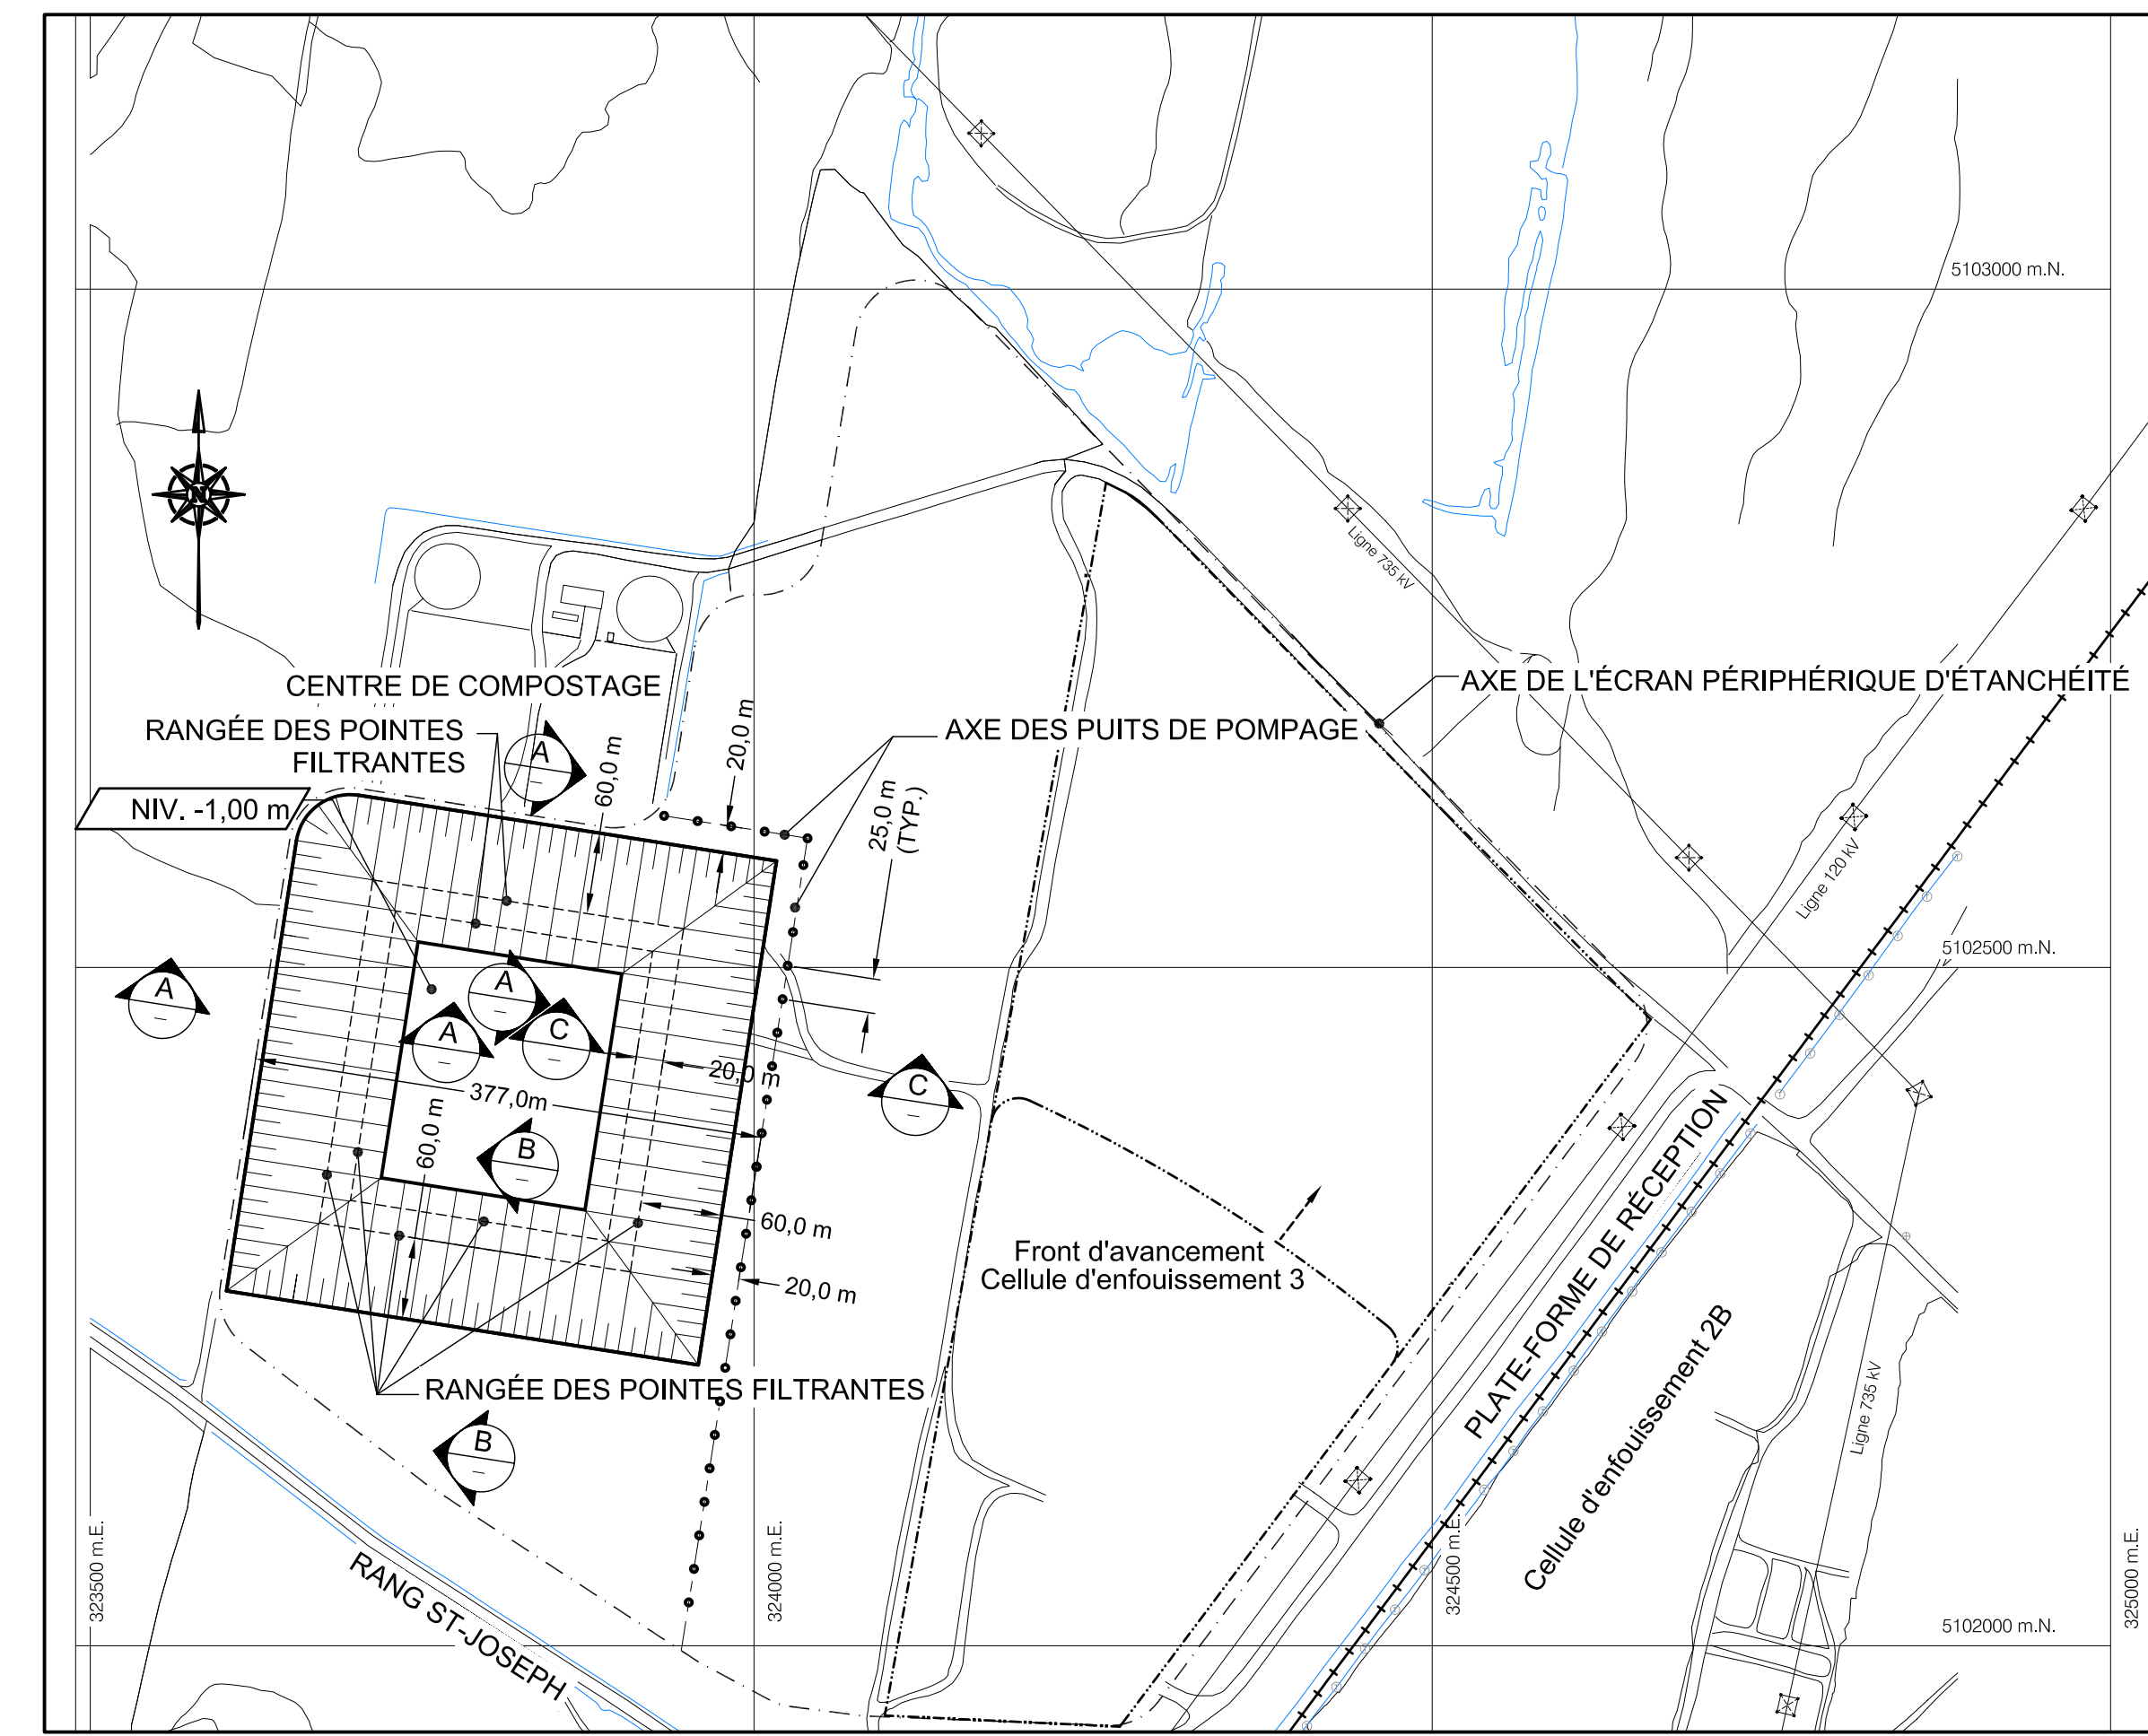 5103000 m.N.
N
Ligne 735 kV
CENTRE DE COMPOSTAGE
AXE DE L'ÉCRAN PÉRIPHÉRIQUE D'ÉTANCHÉITÉ
RANGÉE DES POINTES
FILTRANTES
A
–
60,0 m
20,0 m
AXE DES PUITS DE POMPAGE
NIV. -1,00 m
25,0 m
(TYP.)
Ligne 120 kV
5102500 m.N.
A
–
A
–
A
–
C
–
20,0 m
377,0m
C
–
60,0 m
B
–
60,0 m
20,0 m
Front d'avancement
Cellule d'enfouissement 3
PLATE-FORME DE RÉCEPTION
Cellule d'enfouissement 2B
Ligne 735 kV
RANGÉE DES POINTES FILTRANTES
B
–
RANG ST-JOSEPH
323500 m.E.
324000 m.E.
324500 m.E.
325000 m.E.
5102000 m.N.